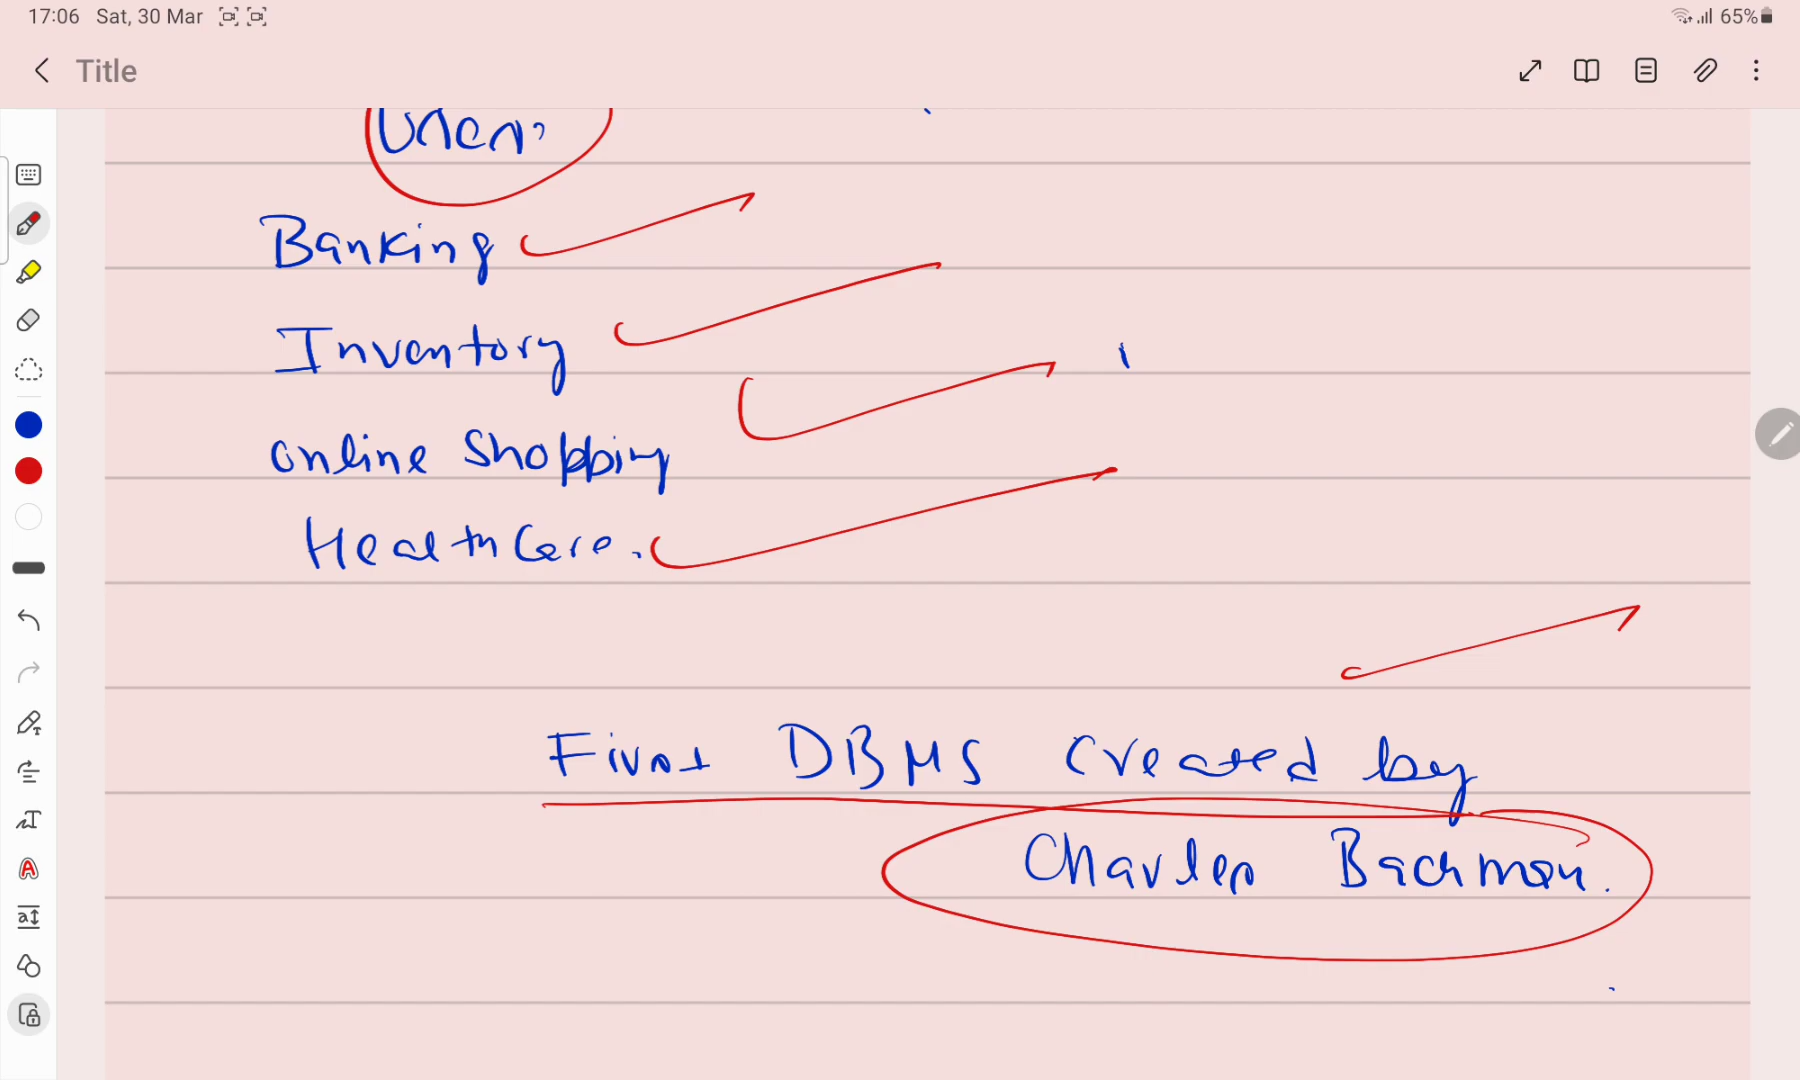 17:06 Sat, 30 Mar 65%
Title
Users
Banking
Inventory
online shopping
Health Care.
First DBMS Created by
Charles Bachman.